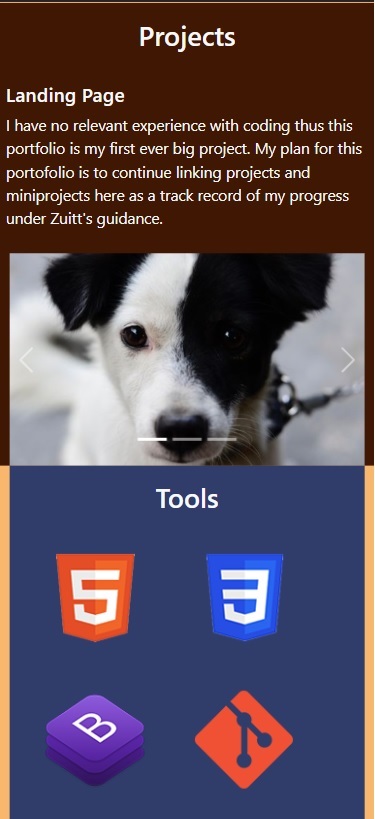 Projects
Landing Page
I have no relevant experience with coding thus this
portfolio is my first ever big project. My plan for this
portofolio is to continue linking projects and
miniprojects here as a track record of my progress
under Zuitt's guidance.
Tools
5
3
B